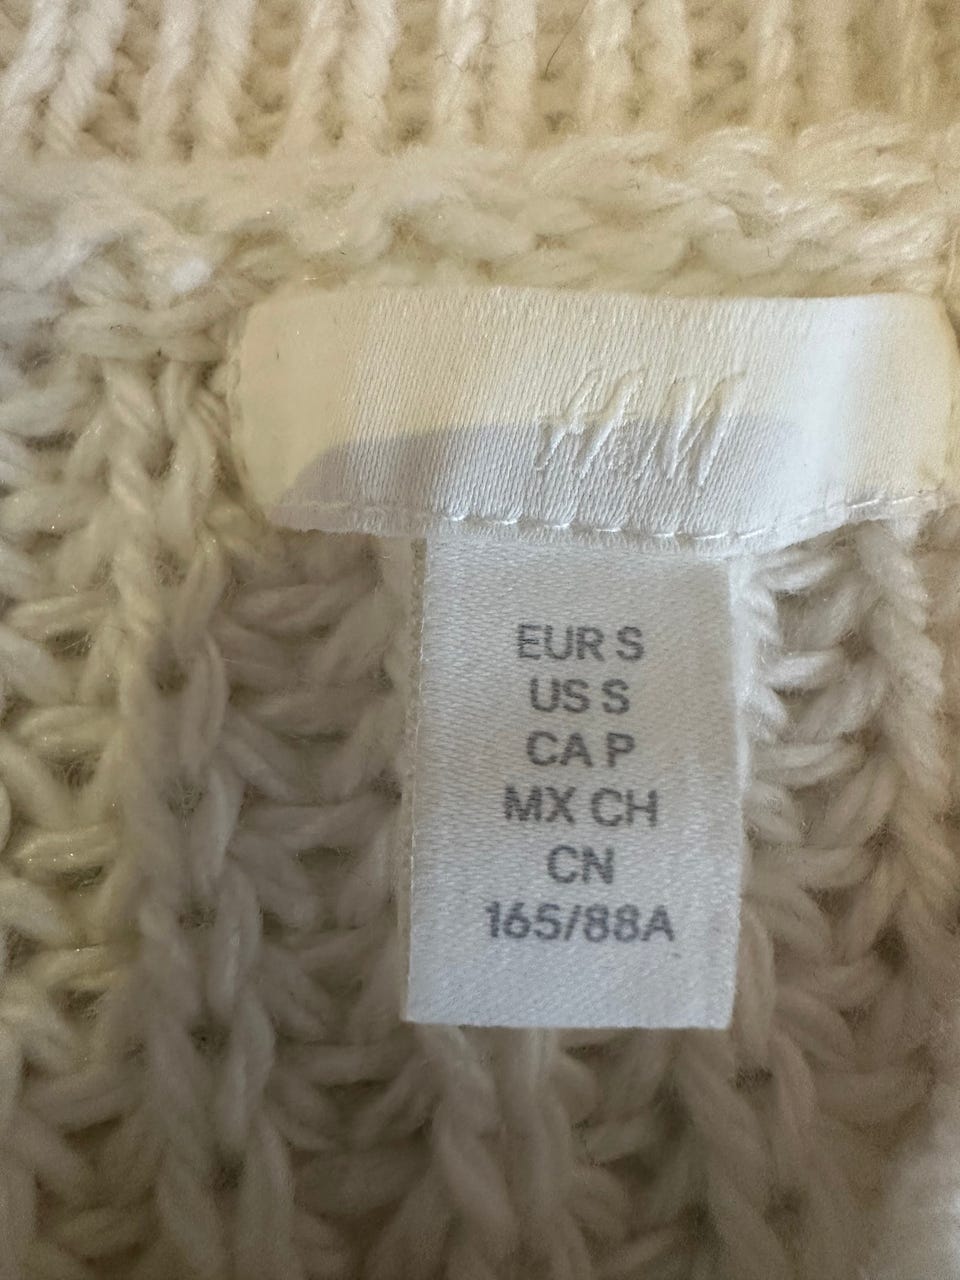 H&M
EUR S
US S
CA P
MX CH
CN
165/88A